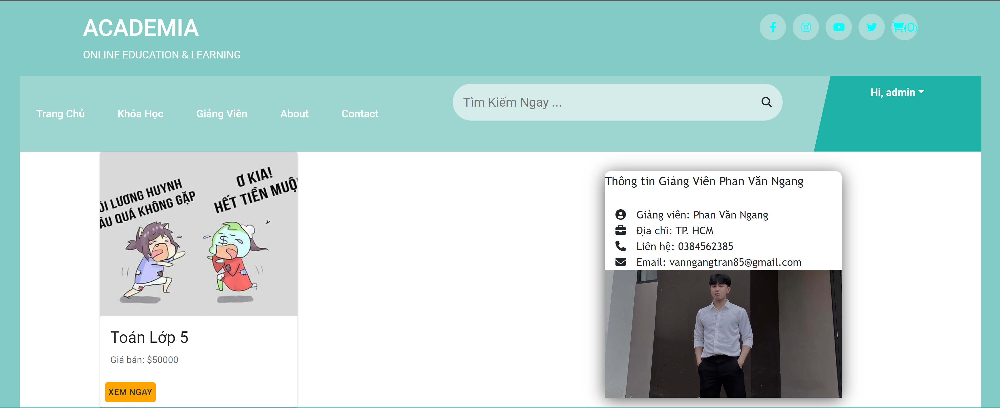 ACADEMIA
ONLINE EDUCATION & LEARNING
(0)
Trang Chủ
Khóa Học
Giảng Viên
About
Contact
Tìm Kiếm Ngay ...
Hi, admin
LƯƠNG HUYNH
QUÁ KHÔNG GẶP
Ơ KIA!
HẾT TIỀN
Toán Lớp 5
Giá bán: $50000
XEM NGAY
Thông tin Giảng Viên Phan Văn Ngang
Giảng viên: Phan Văn Ngang
Địa chỉ: TP. HCM
Liên hệ: 0384562385
Email: vanngangtran85@gmail.com